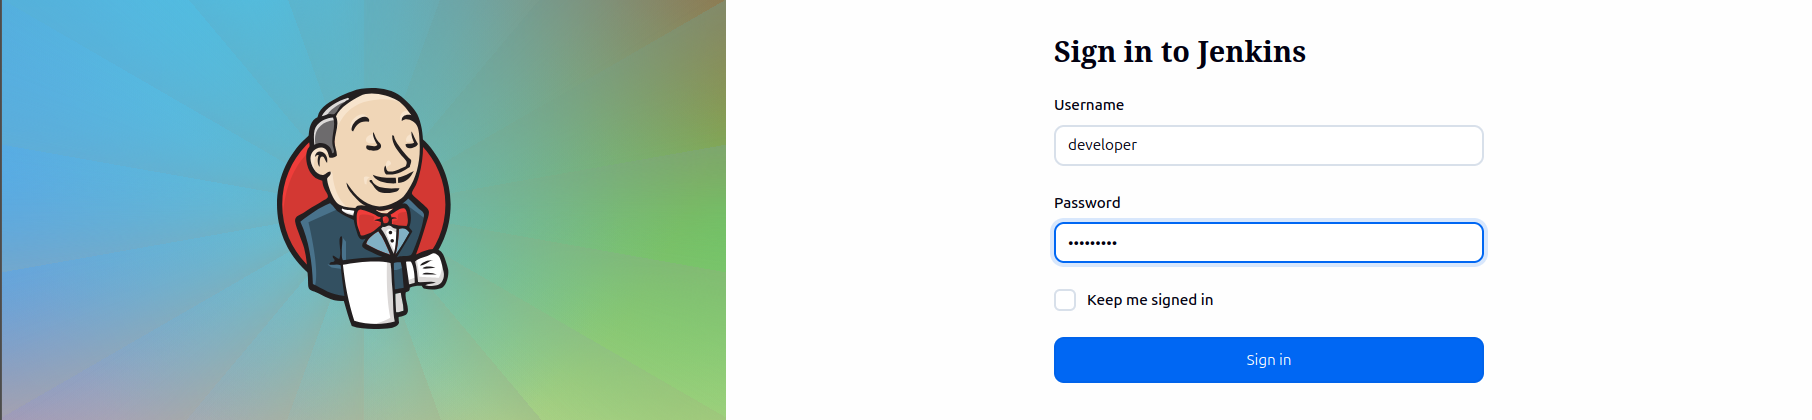 Sign in to Jenkins
Username
developer
Password
•••••••••
Keep me signed in
Sign in